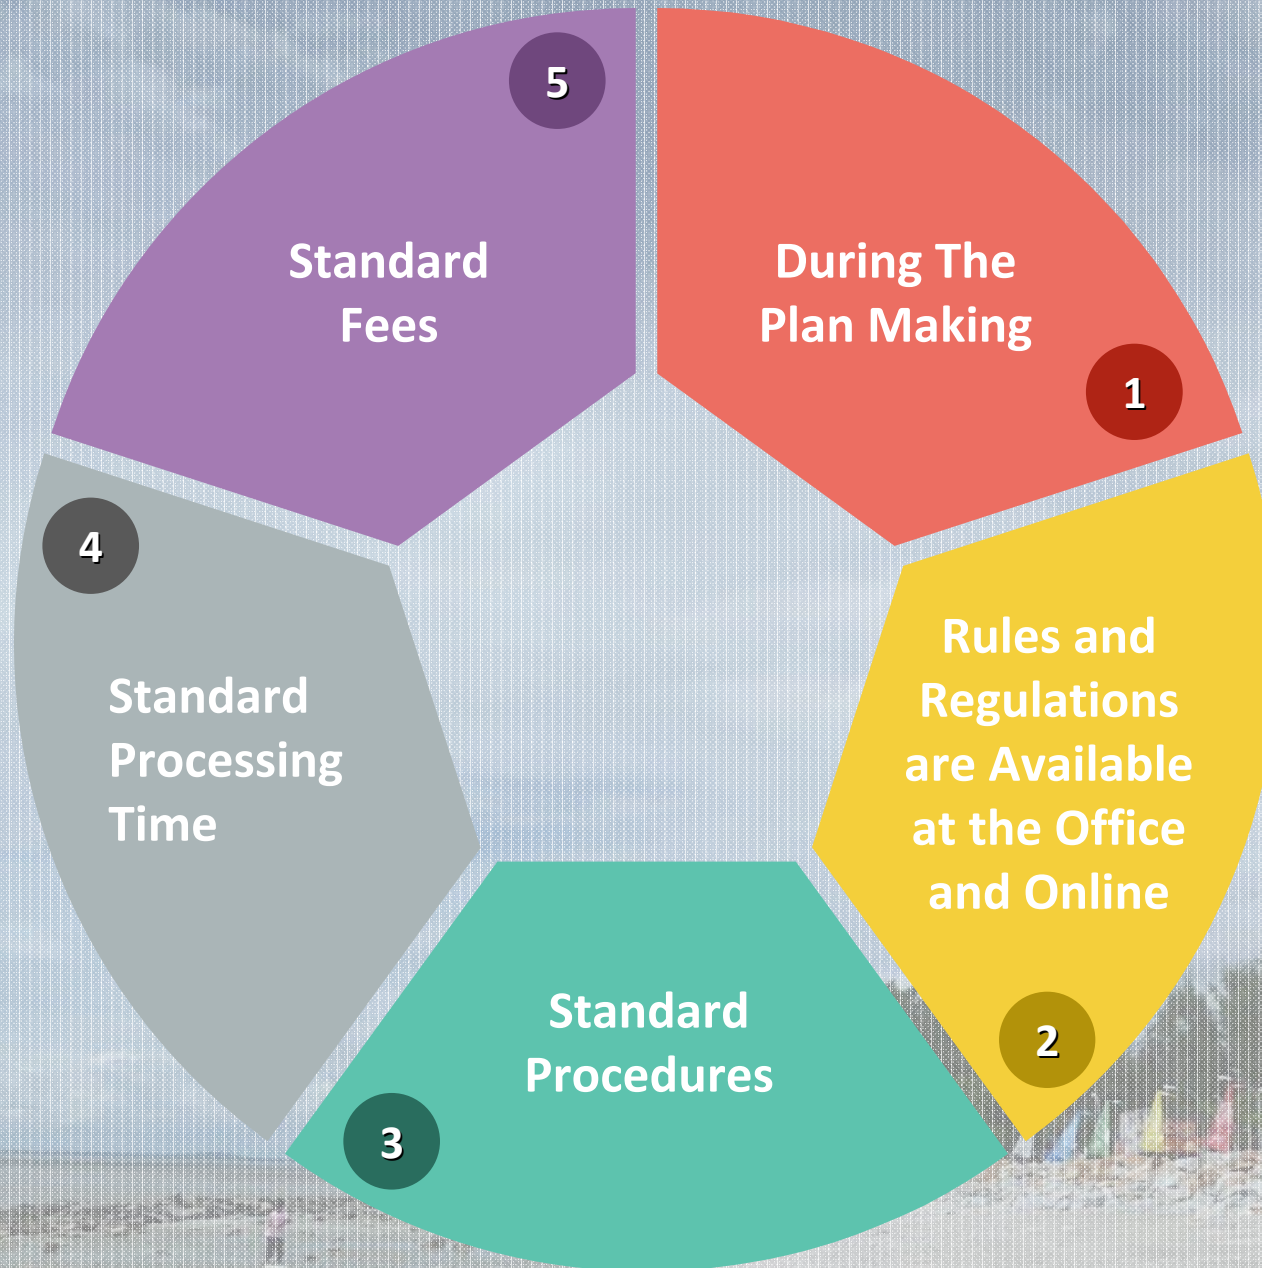 During The
Plan Making
1
Rules and
Regulations
are Available
at the Office
and Online
2
Standard
Procedures
3
Standard
Processing
Time
4
Standard
Fees
5